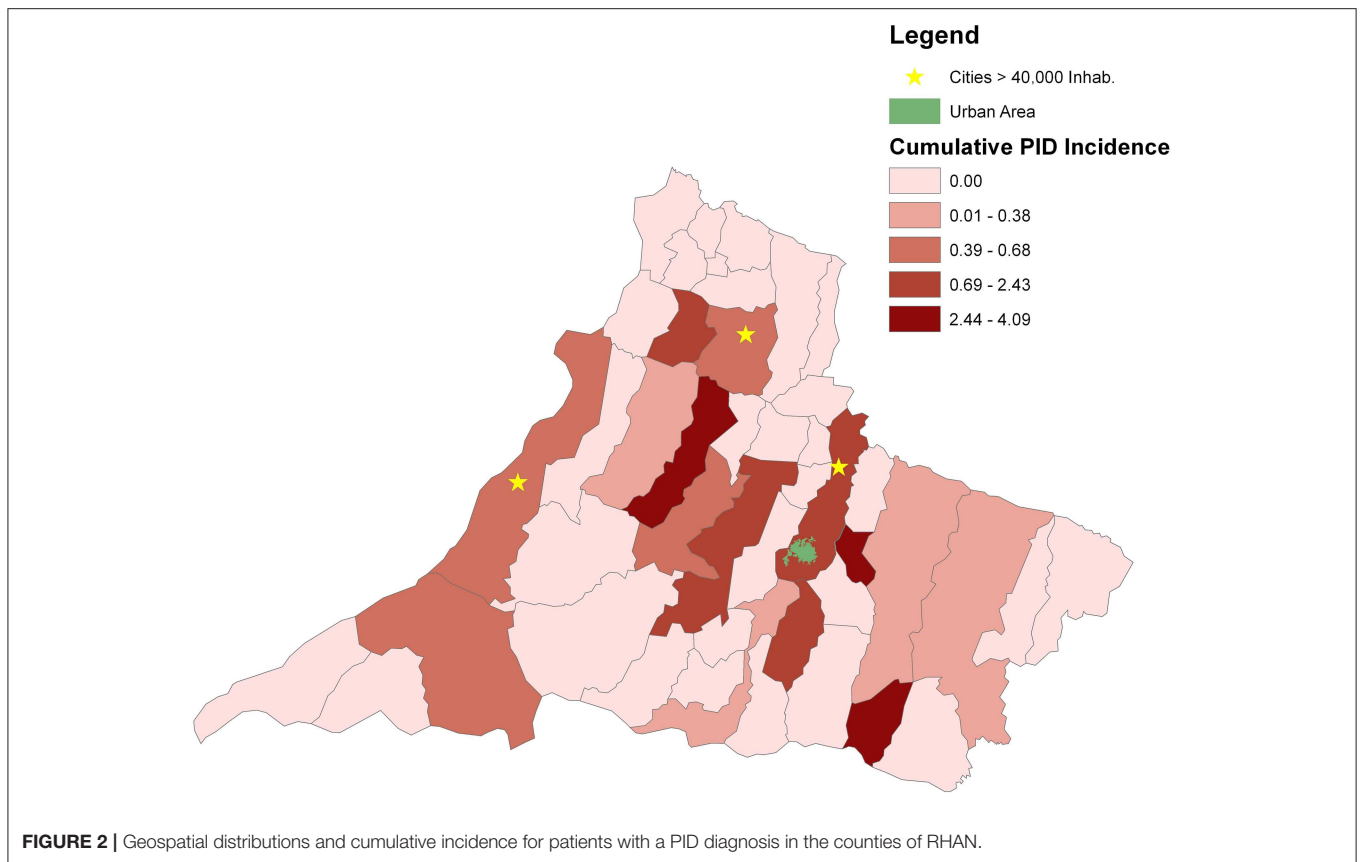 Legend
Cities > 40,000 Inhab.
Urban Area
Cumulative PID Incidence
0.00
0.01 - 0.38
0.39 - 0.68
0.69 - 2.43
2.44 - 4.09
FIGURE 2 | Geospatial distributions and cumulative incidence for patients with a PID diagnosis in the counties of RHAN.